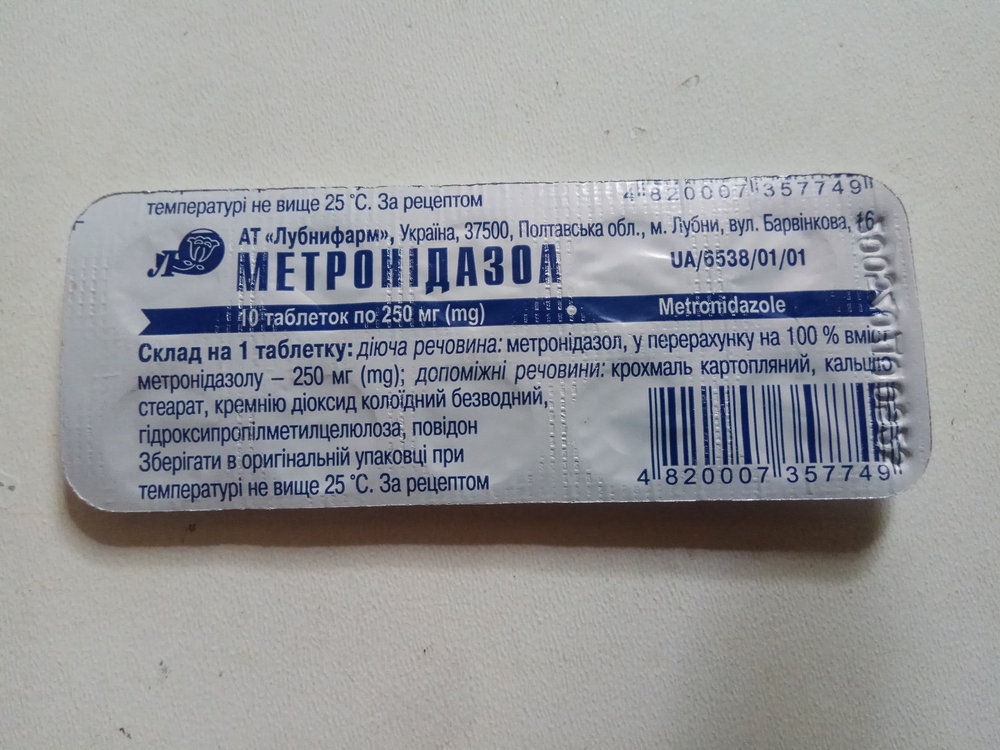 4 820007 357749
температурі не вище 25 °С. За рецептом
АТ «Лубнифарм», Україна, 37500, Полтавська обл., м. Лубни, вул. Барвінкова, 16
Л
МЕТРОНІДАЗОЛ
UA/6538/01/01
10 таблеток по 250 мг (mg)
Metronidazole
Склад на 1 таблетку: діюча речовина: метронідазол, у перерахунку на 100 % вміст
метронідазолу – 250 мг (mg); допоміжні речовини: крохмаль картопляний, кальцію
стеарат, кремнію діоксид колоїдний безводний,
гідроксипропілметилцелюлоза, повідон
Зберігати в оригінальній упаковці при
температурі не вище 25 °С. За рецептом
4 820007 357749